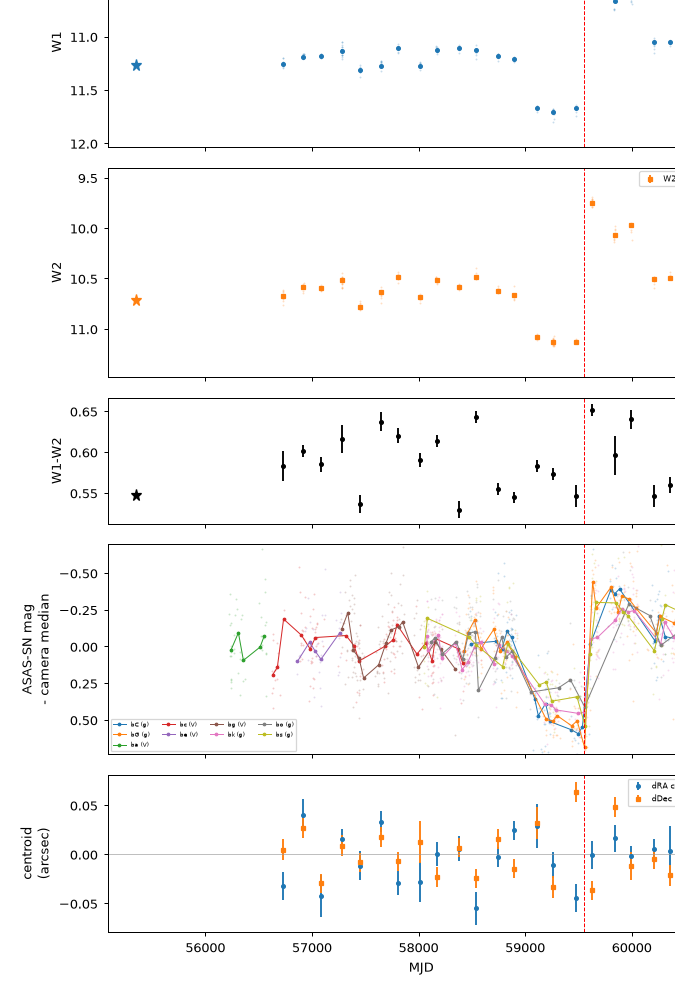 W1
11.0
11.5
12.0
W2
9.5
10.0
10.5
11.0
W2
W1-W2
0.65
0.60
0.55
ASAS-SN mag
- camera median
−0.50
−0.25
0.00
0.25
0.50
bC (g) bc (V) bg (V) bo (g)
bG (g) be (V) bk (g) bs (g)
ba (V)
centroid
(arcsec)
0.05
0.00
−0.05
dRA c
dDec
56000 57000 58000 59000 60000
MJD